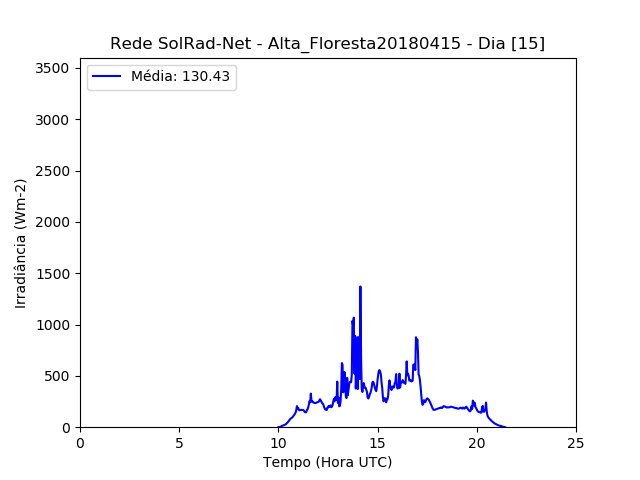 Rede SolRad-Net - Alta_Floresta20180415 - Dia [15]
Média: 130.43
3500
3000
2500
2000
1500
1000
500
0
Irradiância (Wm-2)
0 5 10 15 20 25
Tempo (Hora UTC)